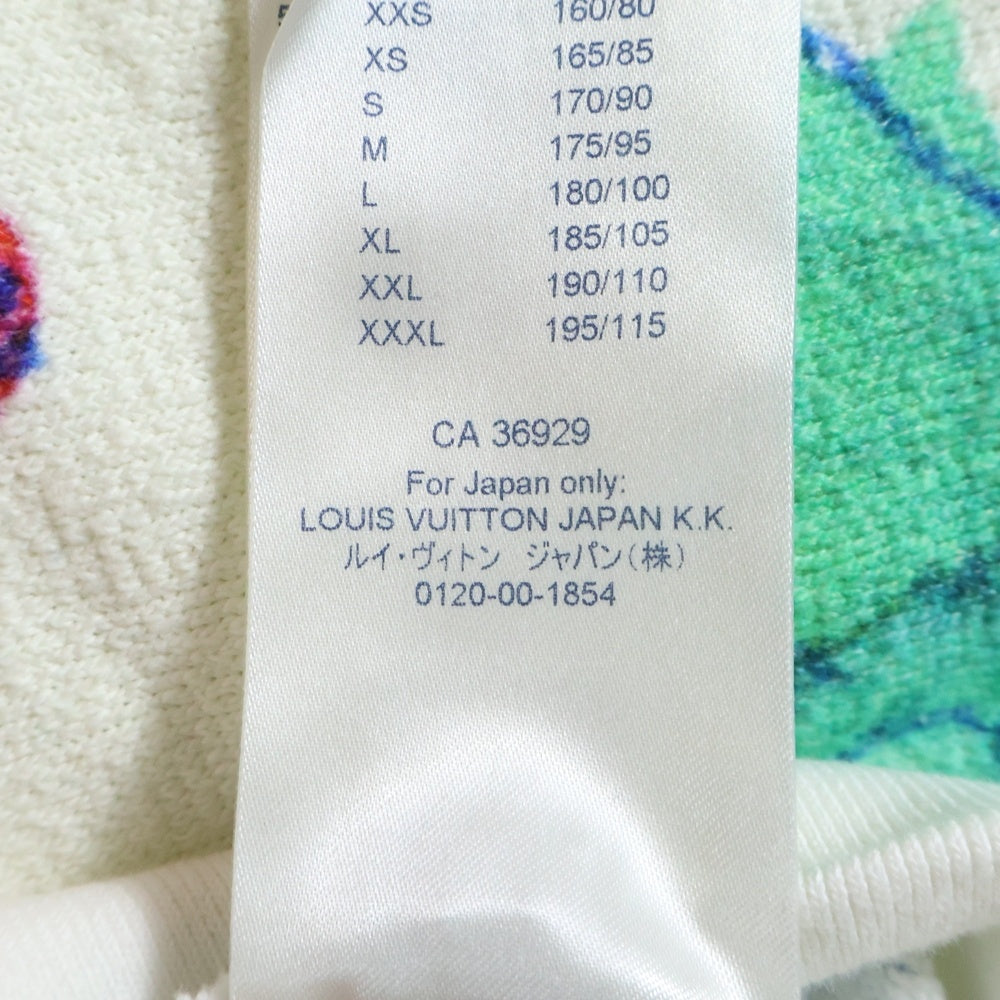 XXS 160/80
XS 165/85
S 170/90
M 175/95
L 180/100
XL 185/105
XXL 190/110
XXXL 195/115
CA 36929
For Japan only:
LOUIS VUITTON JAPAN K.K.
ルイ・ヴィトン ジャパン(株)
0120-00-1854